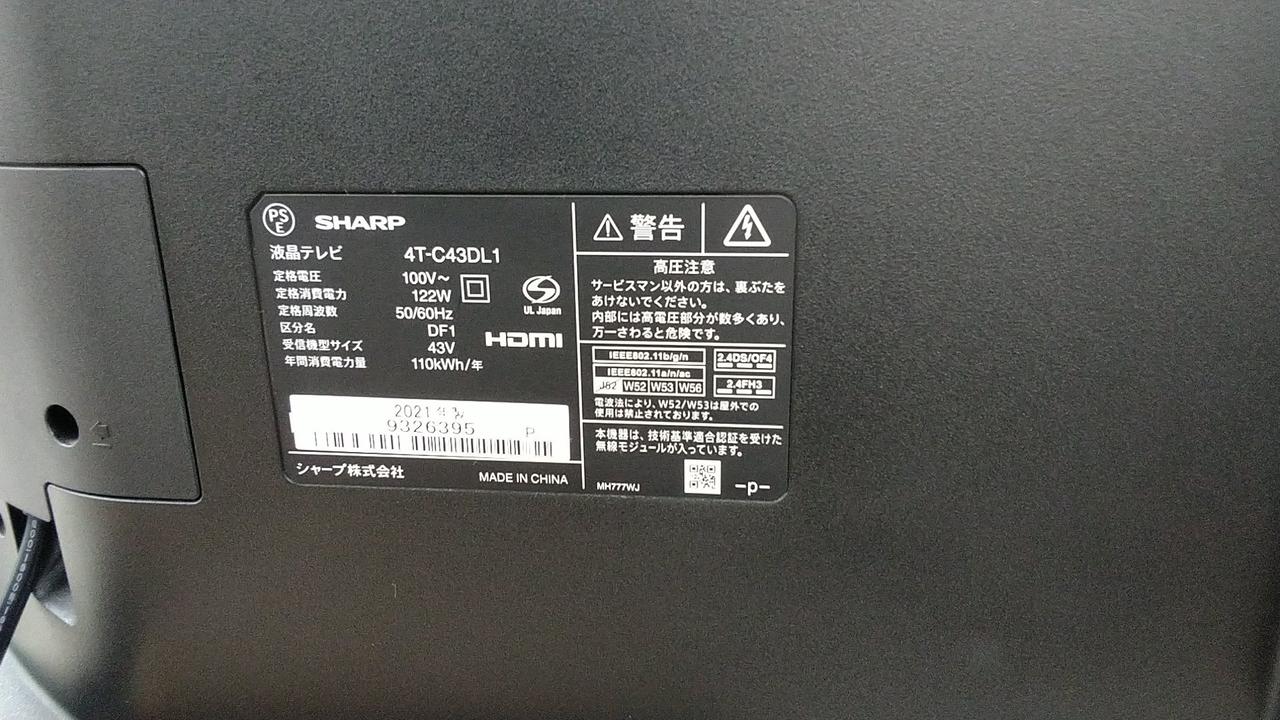 PS
E
SHARP
液晶テレビ 4T-C43DL1
定格電圧 100V～
定格消費電力 122W
定格周波数 50/60Hz
区分名 DF1
受信機型サイズ 43V
年間消費電力量 110kWh/年
UL Japan
HDMI
2021年製
9326395 P
シャープ株式会社 MADE IN CHINA
警告
高圧注意
サービスマン以外の方は、裏ぶたを
あけないでください。
内部には高電圧部分が数多くあり、
万一さわると危険です。
IEEE802.11b/g/n
IEEE802.11a/n/ac
J52 W52 W53 W56
2.4DS/OF4
2.4FH3
電波法により、W52/W53は屋外での
使用は禁止されております。
本機器は、技術基準適合認証を受けた
無線モジュールが入っています。
MH777WJ -p-